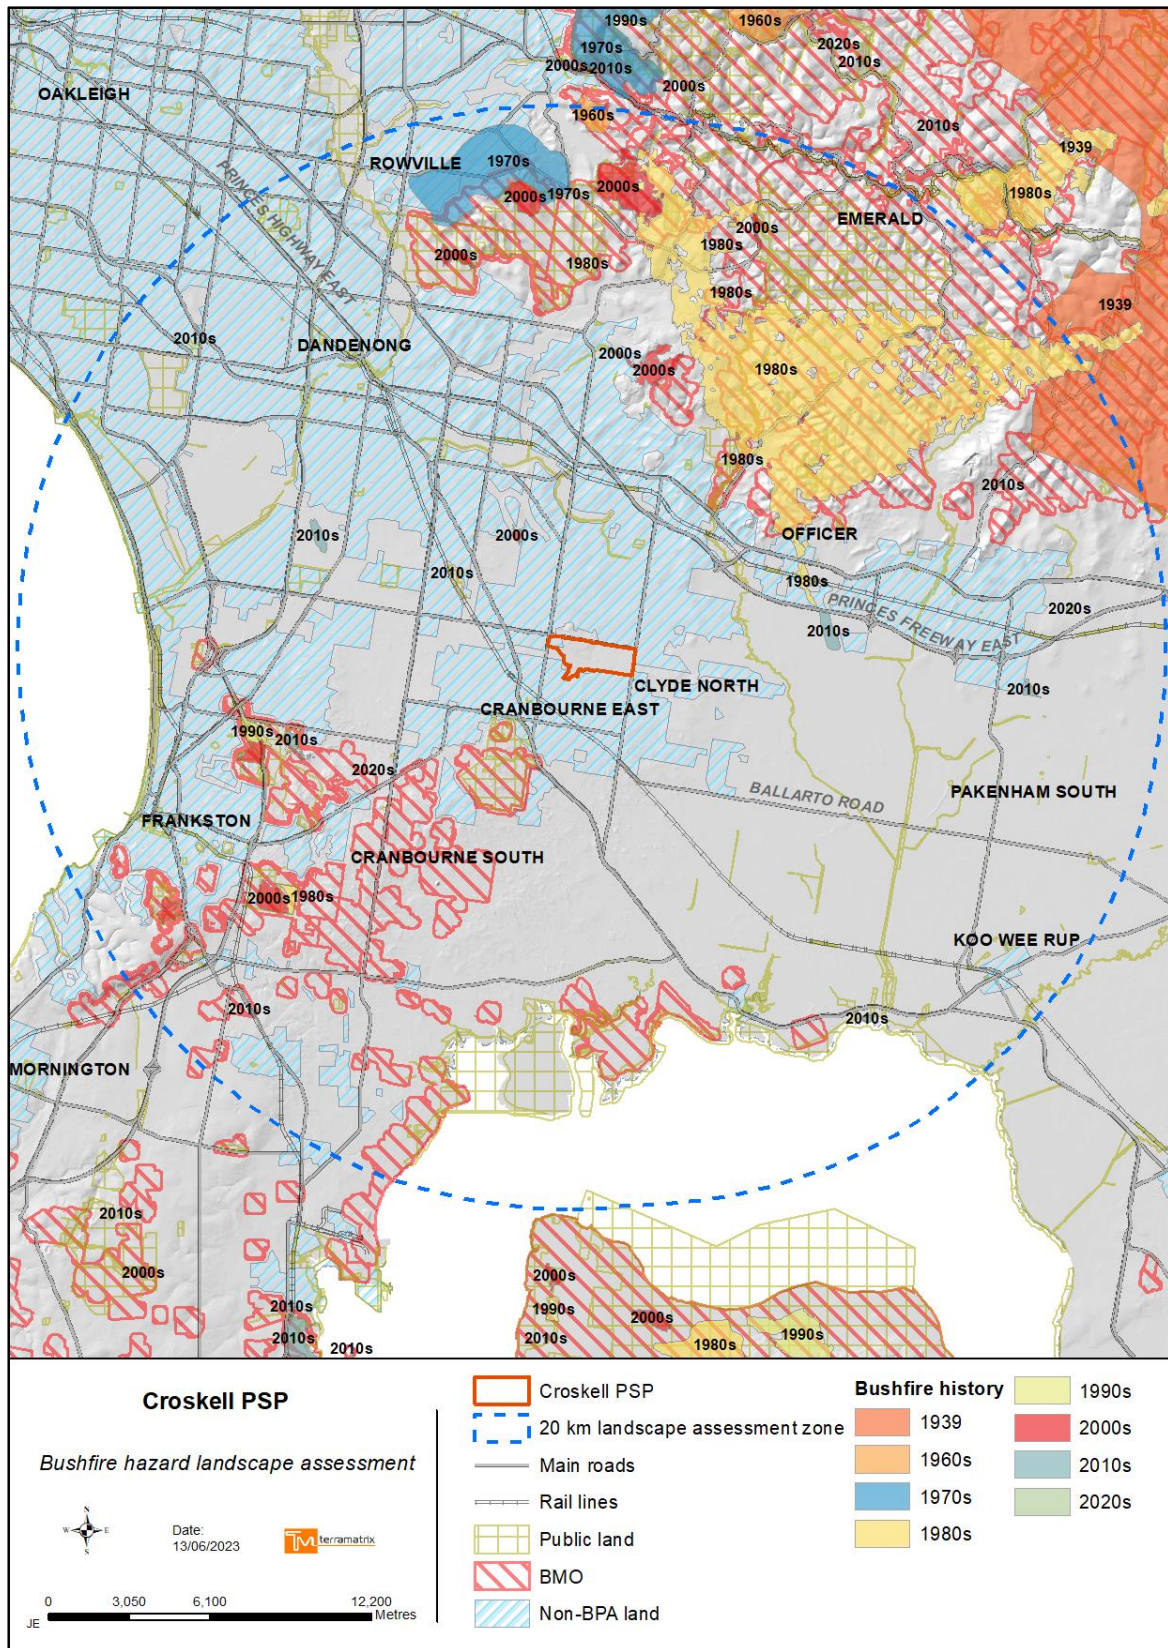 1990s
1960s
1970s
2020s
2000s
2010s
2010s
2000s
OAKLEIGH
1960s
2010s
1939
ROWVILLE
1970s
2000s
1970s
2000s
1980s
PRINCES HIGHWAY EAST
2000s
EMERALD
1980s
2000s
1980s
1980s
1939
2010s
DANDENONG
2000s
2000s
1980s
1980s
2010s
2010s
2000s
OFFICER
2010s
1980s
PRINCES FREEWAY EAST
2020s
2010s
CLYDE NORTH
2010s
CRANBOURNE EAST
1990s
2010s
2020s
BALLARTO ROAD
PAKENHAM SOUTH
FRANKSTON
CRANBOURNE SOUTH
2000s
1980s
KOO WEE RUP
2010s
2010s
MORNINGTON
2010s
2000s
2000s
1990s
2010s
2000s
1980s
1990s
2010s
2010s
2010s
Croskell PSP
Bushfire hazard landscape assessment
N
W E
S
Date:
13/06/2023
TM terramatrix
0 3,050 6,100 12,200
Metres
JE
Croskell PSP
20 km landscape assessment zone
Main roads
Rail lines
Public land
BMO
Non-BPA land
Bushfire history
1939
1960s
1970s
1980s
1990s
2000s
2010s
2020s